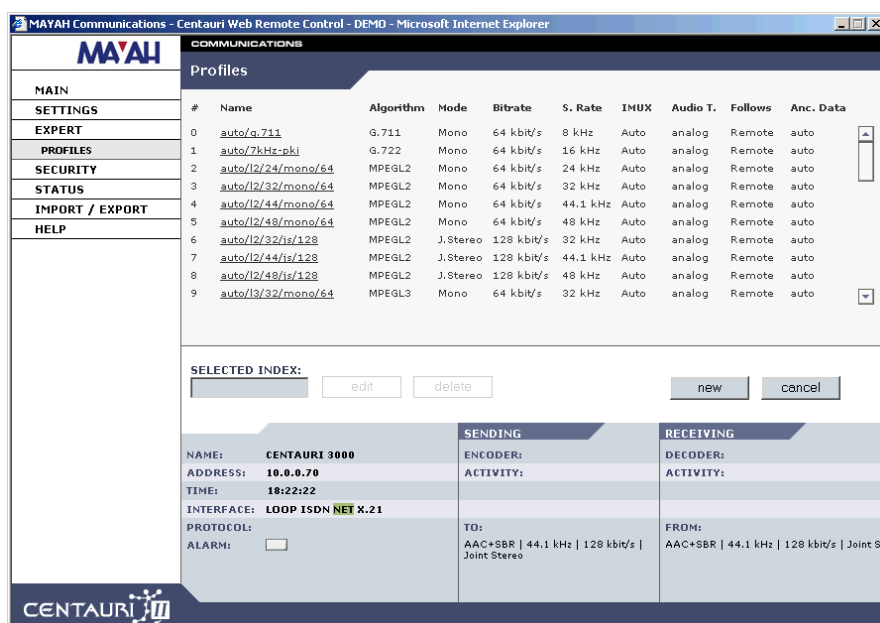 MAYAH Communications - Centauri Web Remote Control - DEMO - Microsoft Internet Explorer
MAYAH
COMMUNICATIONS
Profiles
MAIN
SETTINGS
EXPERT
PROFILES
SECURITY
STATUS
IMPORT / EXPORT
HELP
# Name Algorithm Mode Bitrate S. Rate IMUX Audio T. Follows Anc. Data
0 auto/g.711 G.711 Mono 64 kbit/s 8 kHz Auto analog Remote auto
1 auto/7kHz-pki G.722 Mono 64 kbit/s 16 kHz Auto analog Remote auto
2 auto/l2/24/mono/64 MPEGL2 Mono 64 kbit/s 24 kHz Auto analog Remote auto
3 auto/l2/32/mono/64 MPEGL2 Mono 64 kbit/s 32 kHz Auto analog Remote auto
4 auto/l2/44/mono/64 MPEGL2 Mono 64 kbit/s 44.1 kHz Auto analog Remote auto
5 auto/l2/48/mono/64 MPEGL2 Mono 64 kbit/s 48 kHz Auto analog Remote auto
6 auto/l2/32/js/128 MPEGL2 J.Stereo 128 kbit/s 32 kHz Auto analog Remote auto
7 auto/l2/44/js/128 MPEGL2 J.Stereo 128 kbit/s 44.1 kHz Auto analog Remote auto
8 auto/l2/48/js/128 MPEGL2 J.Stereo 128 kbit/s 48 kHz Auto analog Remote auto
9 auto/l3/32/mono/64 MPEGL3 Mono 64 kbit/s 32 kHz Auto analog Remote auto
SELECTED INDEX:
edit delete new cancel
SENDING RECEIVING
NAME: CENTAURI 3000 ENCODER: DECODER:
ADDRESS: 10.0.0.70 ACTIVITY: ACTIVITY:
TIME: 18:22:22
INTERFACE: LOOP ISDN NET X.21
PROTOCOL: TO: FROM:
ALARM: AAC+SBR | 44.1 kHz | 128 kbit/s | AAC+SBR | 44.1 kHz | 128 kbit/s | Joint S
Joint Stereo
CENTAURI II